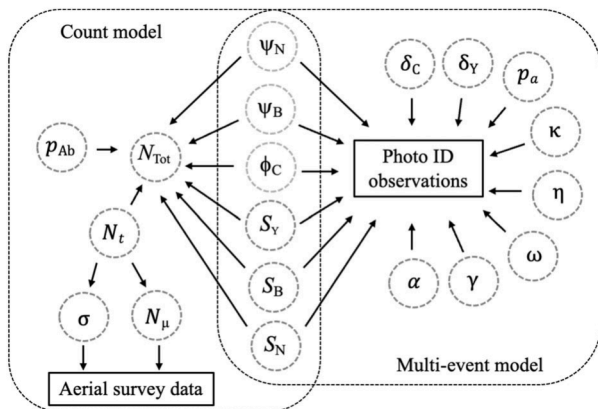 Count model
ψN
δC
δY
pa
ψB
κ
pAb
NTot
ϕC
Photo ID
observations
η
SY
Nt
ω
SB
α
γ
σ
Nμ
SN
Multi-event model
Aerial survey data